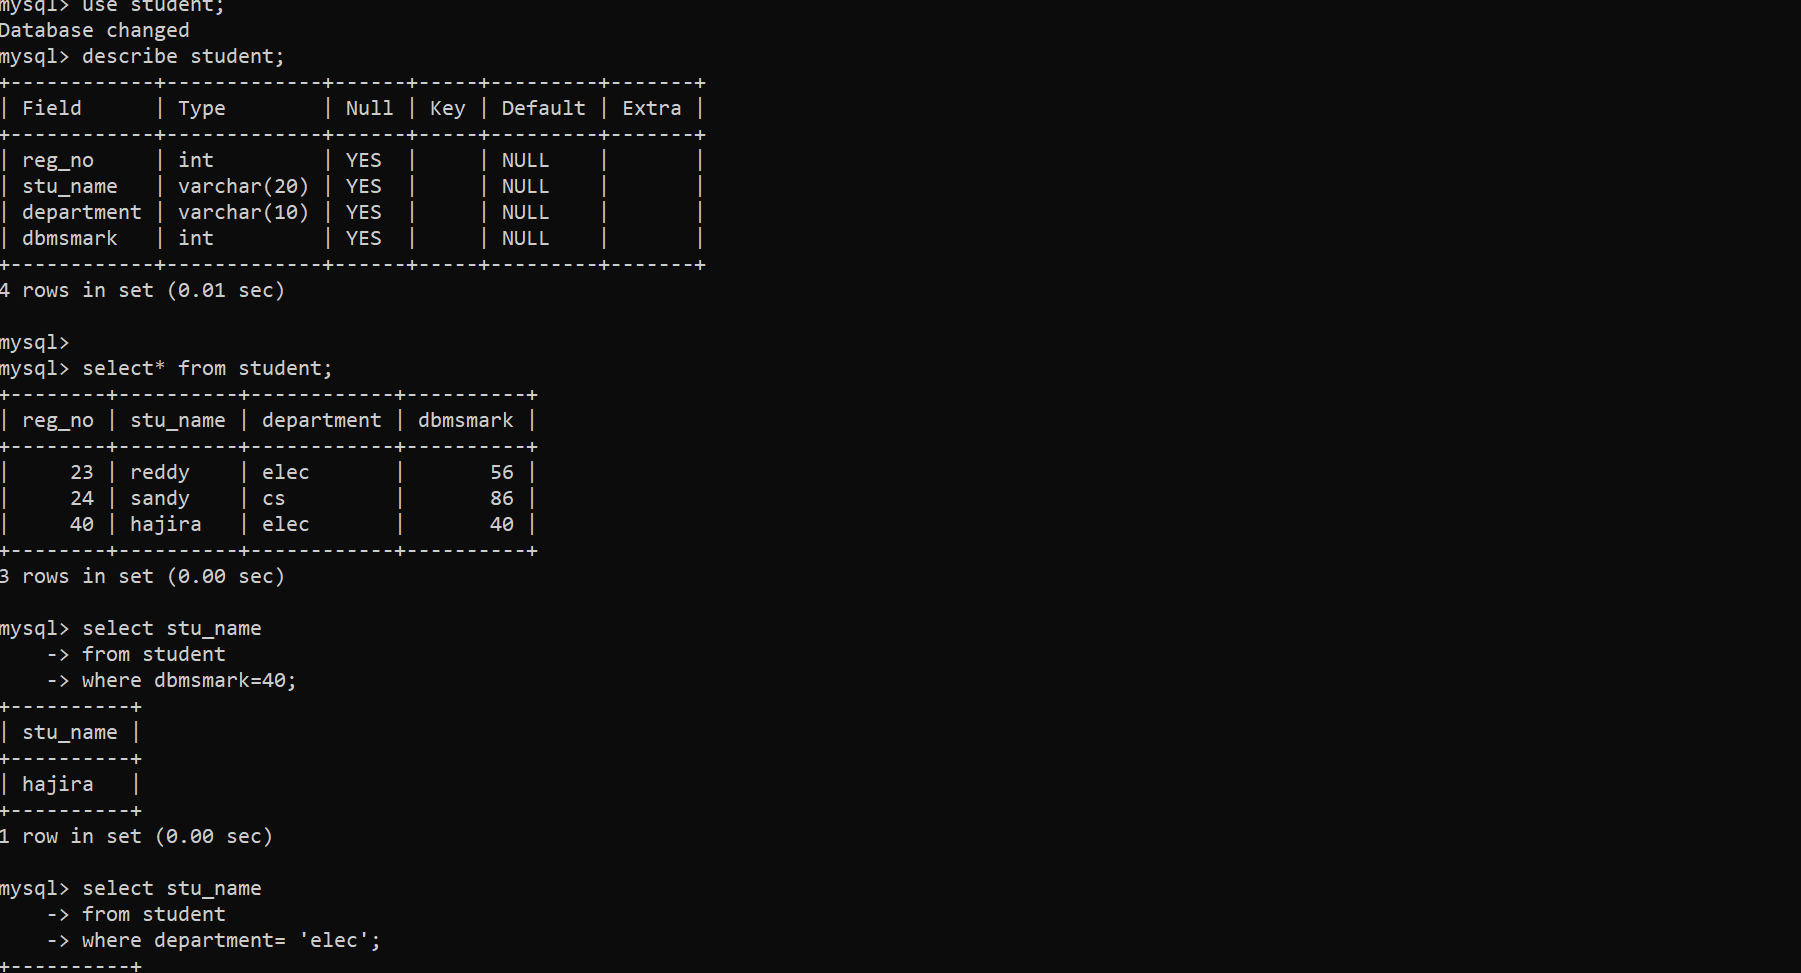 mysql> use student;
Database changed
mysql> describe student;
+------------+-------------+------+-----+---------+-------+
| Field      | Type        | Null | Key | Default | Extra |
+------------+-------------+------+-----+---------+-------+
| reg_no     | int         | YES  |     | NULL    |       |
| stu_name   | varchar(20) | YES  |     | NULL    |       |
| department | varchar(10) | YES  |     | NULL    |       |
| dbmsmark   | int         | YES  |     | NULL    |       |
+------------+-------------+------+-----+---------+-------+
4 rows in set (0.01 sec)

mysql>
mysql> select* from student;
+--------+----------+------------+----------+
| reg_no | stu_name | department | dbmsmark |
+--------+----------+------------+----------+
|     23 | reddy    | elec       |       56 |
|     24 | sandy    | cs         |       86 |
|     40 | hajira   | elec       |       40 |
+--------+----------+------------+----------+
3 rows in set (0.00 sec)

mysql> select stu_name
    -> from student
    -> where dbmsmark=40;
+----------+
| stu_name |
+----------+
| hajira   |
+----------+
1 row in set (0.00 sec)

mysql> select stu_name
    -> from student
    -> where department= 'elec';
+----------+